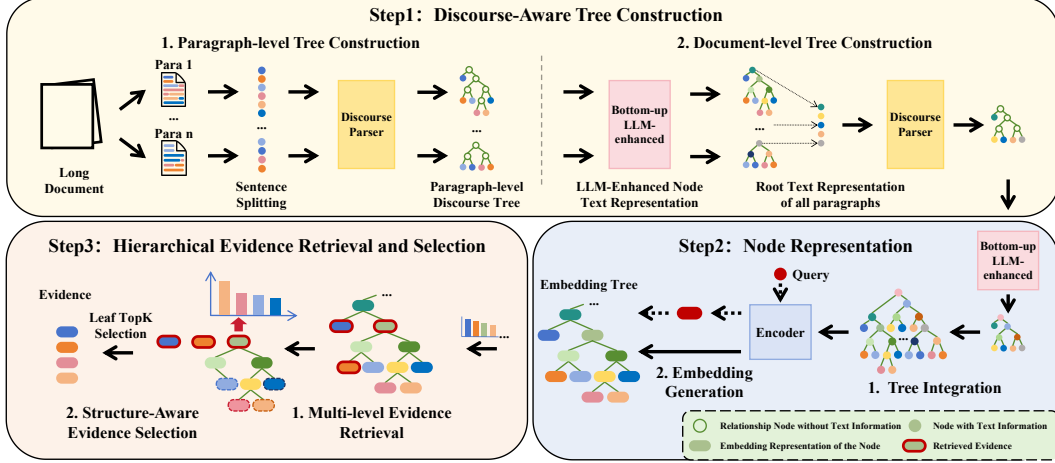 Step1: Discourse-Aware Tree Construction
1. Paragraph-level Tree Construction
2. Document-level Tree Construction
Para 1
...
Para n
Long
Document
...
Sentence
Splitting
Discourse
Parser
...
Paragraph-level
Discourse Tree
Bottom-up
LLM-
enhanced
LLM-Enhanced Node
Text Representation
...
...
Root Text Representation
of all paragraphs
Discourse
Parser
Step3: Hierarchical Evidence Retrieval and Selection
Evidence
Leaf TopK
Selection
...
...
2. Structure-Aware
Evidence Selection
1. Multi-level Evidence
Retrieval
Step2: Node Representation
Bottom-up
LLM-
enhanced
Query
Embedding Tree
...
Encoder
...
2. Embedding
Generation
1. Tree Integration
Relationship Node without Text Information
Node with Text Information
Embedding Representation of the Node
Retrieved Evidence